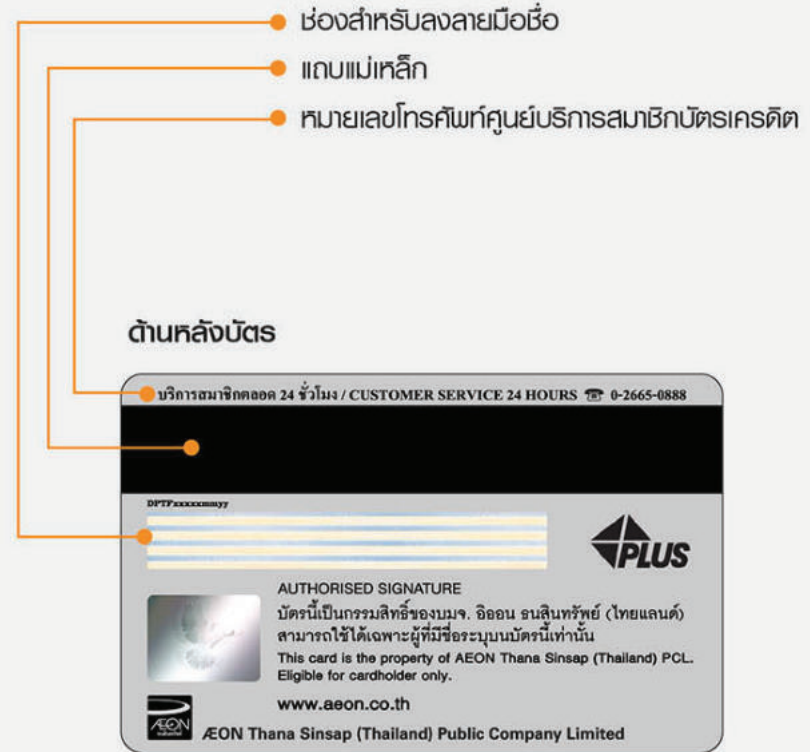 ช่องสำหรับลงลายมือชื่อ
แถบแม่เหล็ก
หมายเลขโทรศัพท์ศูนย์บริการสมาชิกบัตรเครดิต
ด้านหลังบัตร
บริการสมาชิกตลอด 24 ชั่วโมง / CUSTOMER SERVICE 24 HOURS ☎ 0-2665-0888
DPTFxxxxxmmyy
PLUS
AUTHORISED SIGNATURE
บัตรนี้เป็นกรรมสิทธิ์ของบมจ. อิออน ธนสินทรัพย์ (ไทยแลนด์)
สามารถใช้ได้เฉพาะผู้ที่มีชื่อระบุบนบัตรนี้เท่านั้น
This card is the property of AEON Thana Sinsap (Thailand) PCL.
Eligible for cardholder only.
www.aeon.co.th
ÆON
ÆON Thana Sinsap (Thailand) Public Company Limited